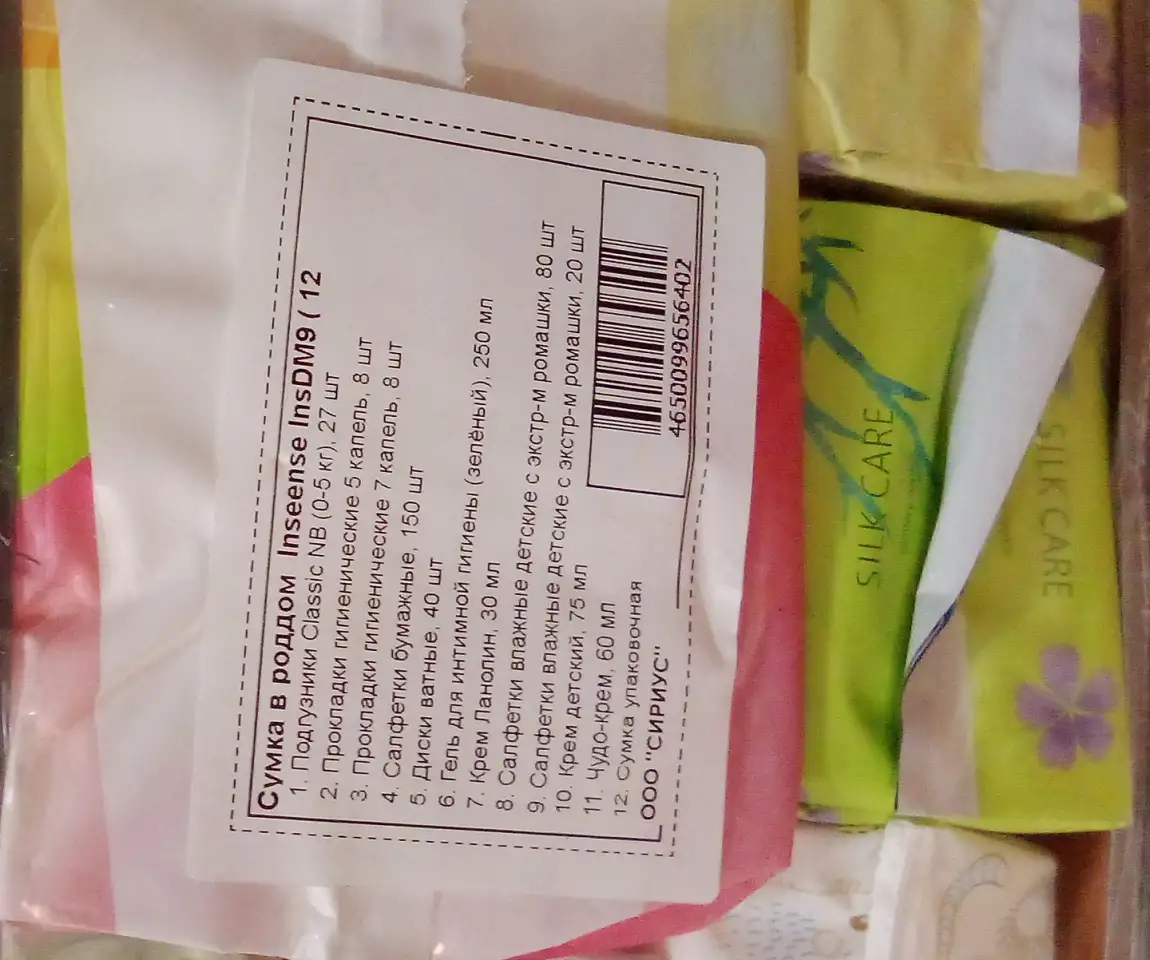 Сумка в роддом Inseense InsDM9 ( 12
1. Подгузники Classic NB (0-5 кг), 27 шт
2. Прокладки гигиенические 5 капель, 8 шт
3. Прокладки гигиенические 7 капель, 8 шт
4. Салфетки бумажные, 150 шт
5. Диски ватные, 40 шт
6. Гель для интимной гигиены (зелёный), 250 мл
7. Крем Ланолин, 30 мл
8. Салфетки влажные детские с экстр-м ромашки, 80 шт
9. Салфетки влажные детские с экстр-м ромашки, 20 шт
10. Крем детский, 75 мл
11. Чудо-крем, 60 мл
12. Сумка упаковочная
ООО "СИРИУС"
4650099656402
SILK CARE
SILK CARE